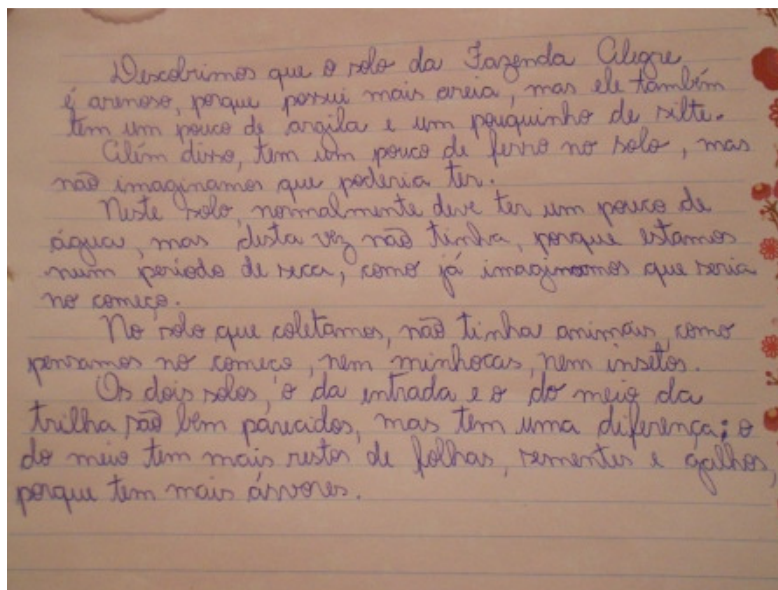 Descobrimos que o solo da Fazenda Alegre
é arenoso, porque possui mais areia, mas ele também
tem um pouco de argila e um pouquinho de silte.
Além disso, tem um pouco de ferro no solo, mas
não imaginamos que poderia ter.
Neste solo, normalmente deve ter um pouco de
água, mas desta vez não tinha, porque estamos
num período de seca, como já imaginamos que seria
no começo.
No solo que coletamos, não tinha animais, como
pensamos no começo, nem minhocas, nem insetos.
Os dois solos, o da entrada e o do meio da
trilha são bem parecidos, mas tem uma diferença: o
do meio tem mais restos de folhas, sementes e galhos,
porque tem mais árvores.